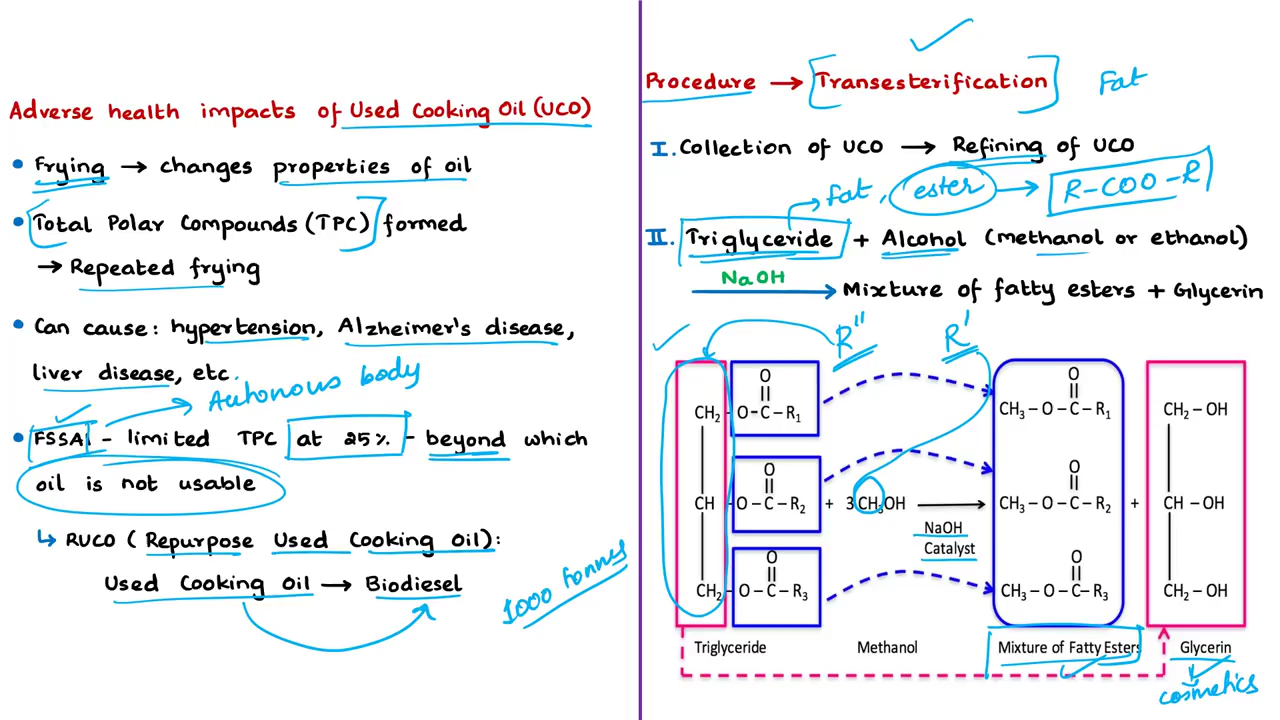 Adverse health impacts of Used Cooking Oil (UCO)
• Frying → changes properties of oil
• Total Polar Compounds (TPC) formed
→ Repeated frying
• Can cause: hypertension, Alzheimer's disease,
liver disease, etc.
Autonous body
• FSSAI - limited TPC at 25% - beyond which
oil is not usable
↳ RUCO (Repurpose Used Cooking Oil):
Used Cooking Oil → Biodiesel
1000 tonnes
Procedure → Transesterification
Fat
I. Collection of UCO → Refining of UCO
Fat, ester → R-COO-R
II. Triglyceride + Alcohol (methanol or ethanol)
NaOH
→ Mixture of fatty esters + Glycerin
R" R'
O O
CH₂ – O – C – R₁ CH₃ – O – C – R₁ CH₂ – OH
O O
CH – O – C – R₂ + 3CH₃OH → CH₃ – O – C – R₂ + CH – OH
NaOH
Catalyst
O O
CH₂ – O – C – R₃ CH₃ – O – C – R₃ CH₂ – OH
Triglyceride Methanol Mixture of Fatty Esters Glycerin
cosmetics